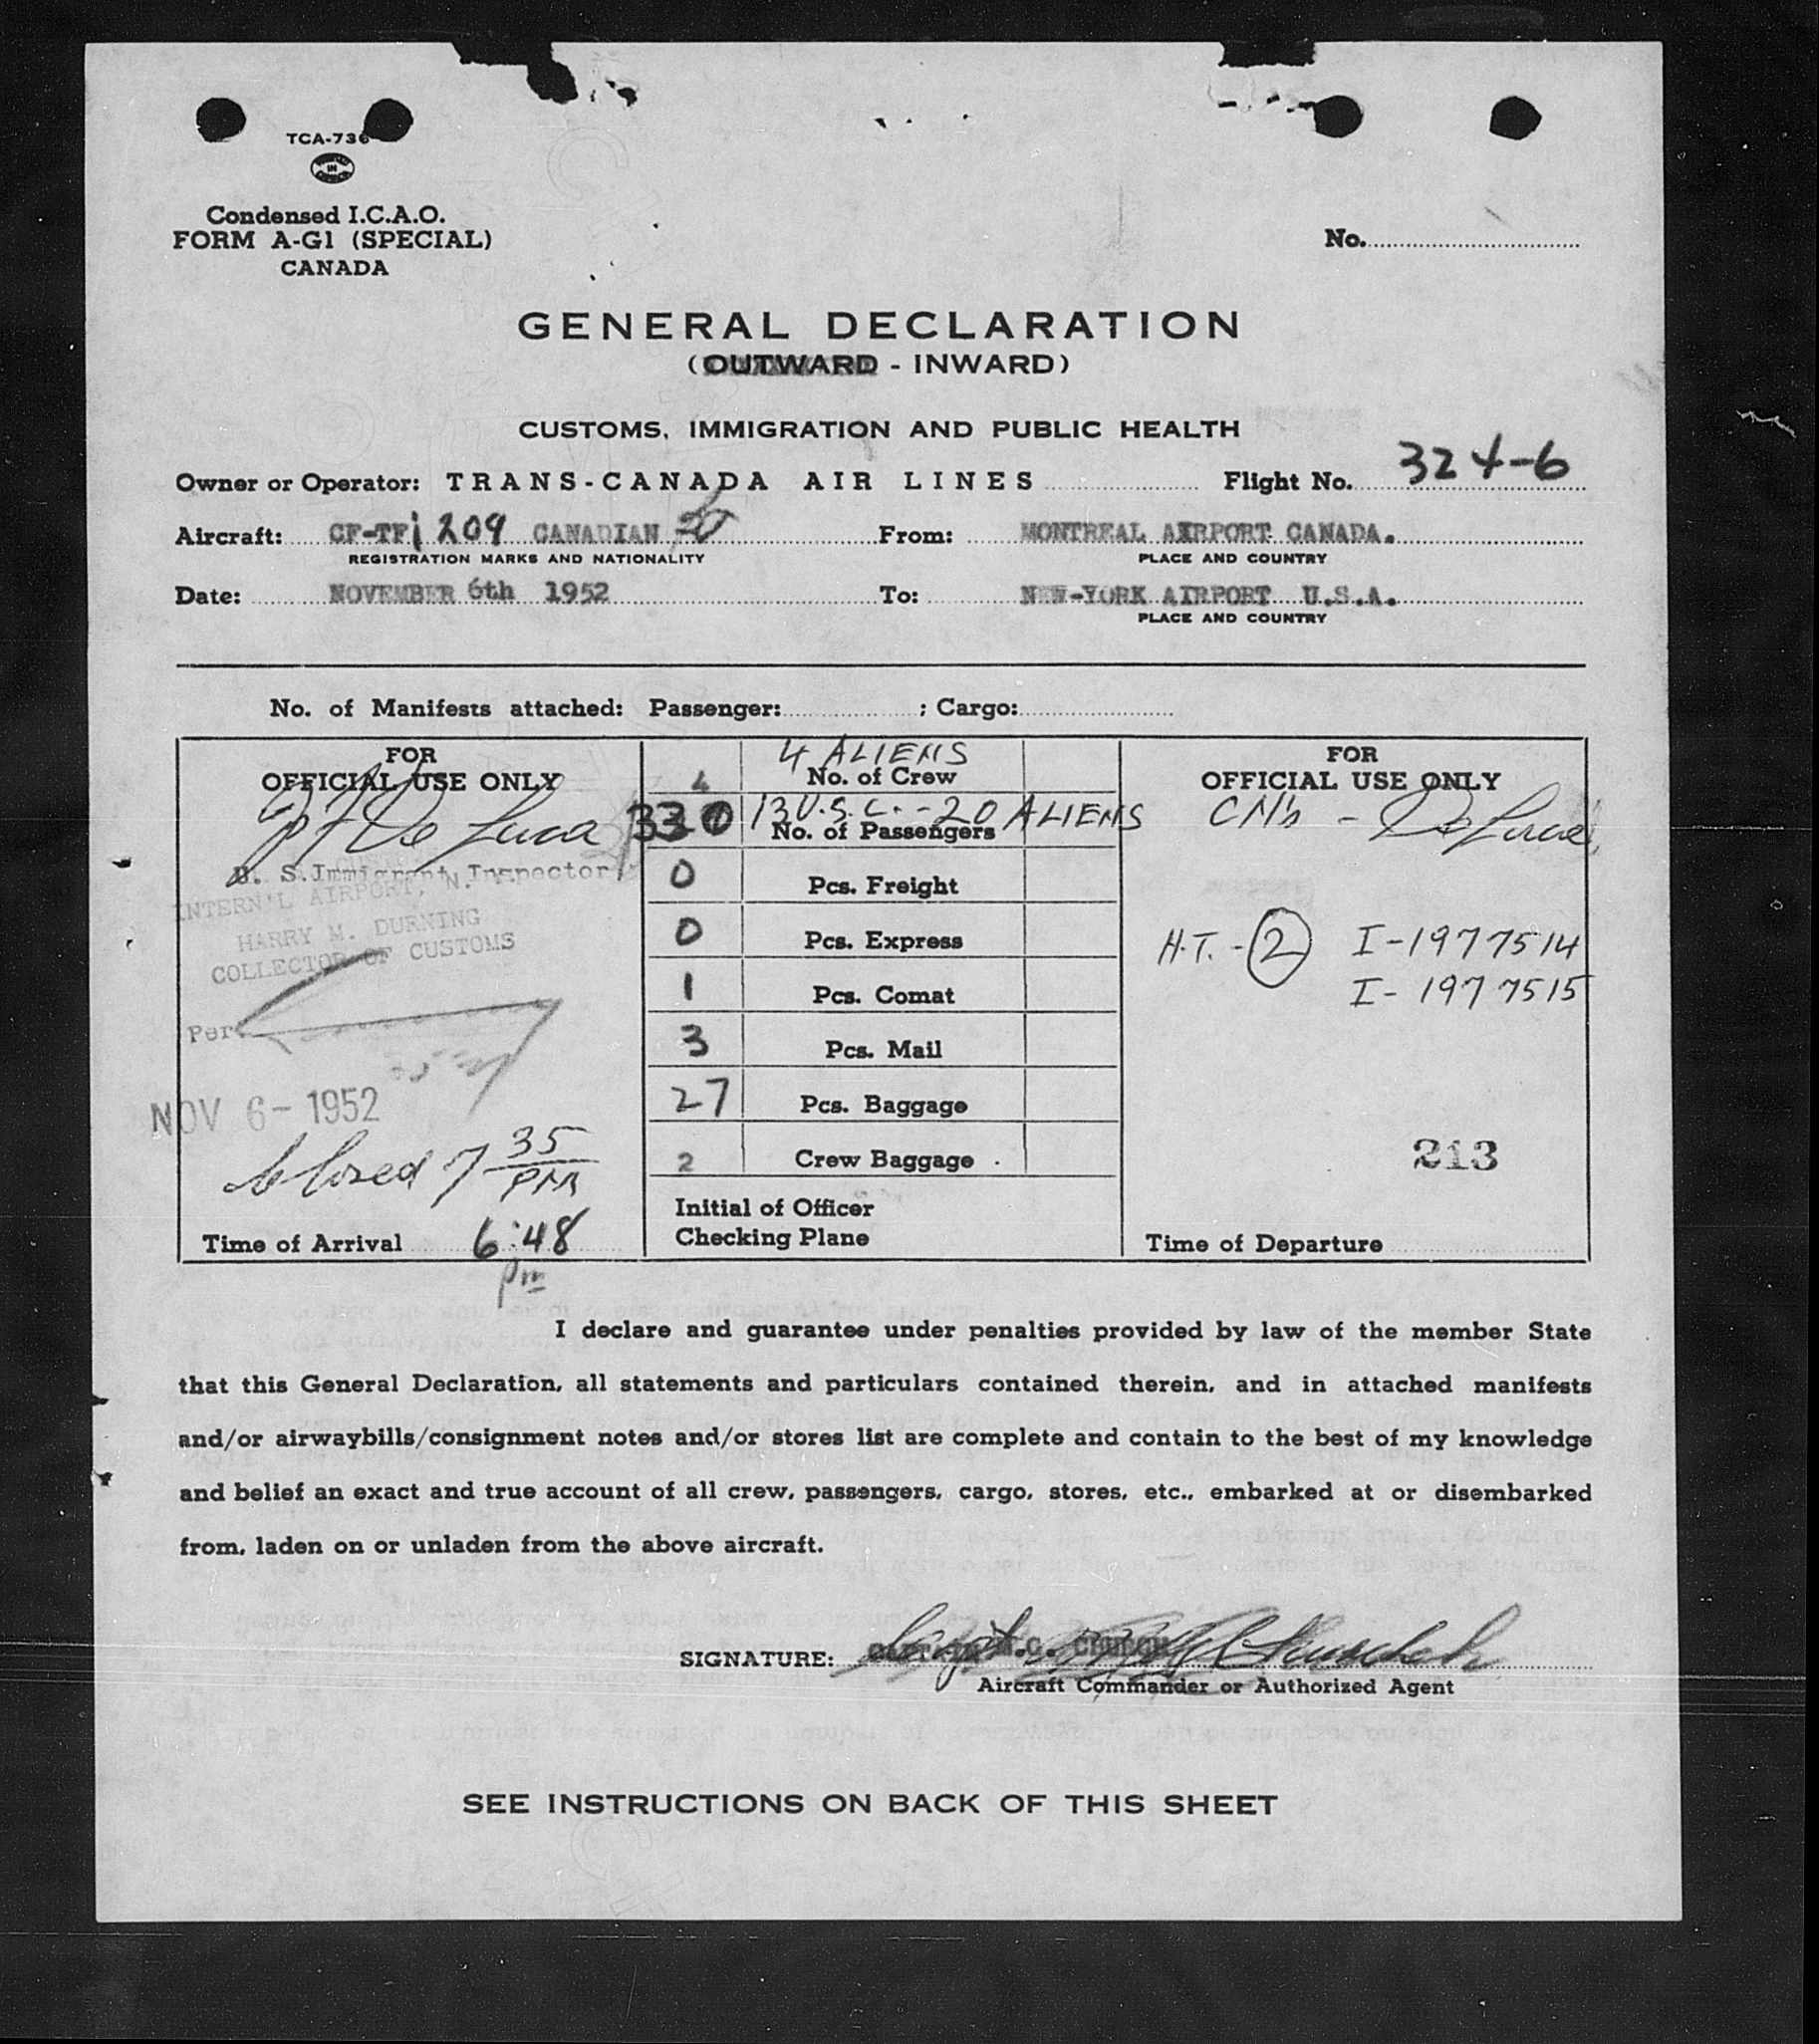 TCA-736
Condensed I.C.A.O.
FORM A-G1 (SPECIAL)
CANADA
No.
GENERAL DECLARATION
(OUTWARD - INWARD)
CUSTOMS, IMMIGRATION AND PUBLIC HEALTH
Owner or Operator: TRANS-CANADA AIR LINES Flight No. 324-6
Aircraft: CF-TFi 209 CANADIAN From: MONTREAL AIRPORT CANADA.
REGISTRATION MARKS AND NATIONALITY PLACE AND COUNTRY
Date: NOVEMBER 6th 1952 To: NEW-YORK AIRPORT U.S.A.
PLACE AND COUNTRY
No. of Manifests attached: Passenger: ; Cargo:
FOR
OFFICIAL USE ONLY
De Luca
U. S. Immigrant Inspector
INTERN'L AIRPORT, N.
HARRY M. DURNING
COLLECTOR OF CUSTOMS
Per
NOV 6- 1952
closed 7 35 PM
Time of Arrival 6:48
pm
4 ALIENS
4 No. of Crew
33 13 U.S.C. - 20 ALIENS
No. of Passengers
0 Pcs. Freight
0 Pcs. Express
1 Pcs. Comat
3 Pcs. Mail
27 Pcs. Baggage
2 Crew Baggage
Initial of Officer
Checking Plane
FOR
OFFICIAL USE ONLY
CN's - De Luca
H.T. - 2 I-1977514
I-1977515
213
Time of Departure
I declare and guarantee under penalties provided by law of the member State
that this General Declaration, all statements and particulars contained therein, and in attached manifests
and/or airwaybills/consignment notes and/or stores list are complete and contain to the best of my knowledge
and belief an exact and true account of all crew, passengers, cargo, stores, etc., embarked at or disembarked
from, laden on or unladen from the above aircraft.
SIGNATURE: Capt.
Aircraft Commander or Authorized Agent
SEE INSTRUCTIONS ON BACK OF THIS SHEET